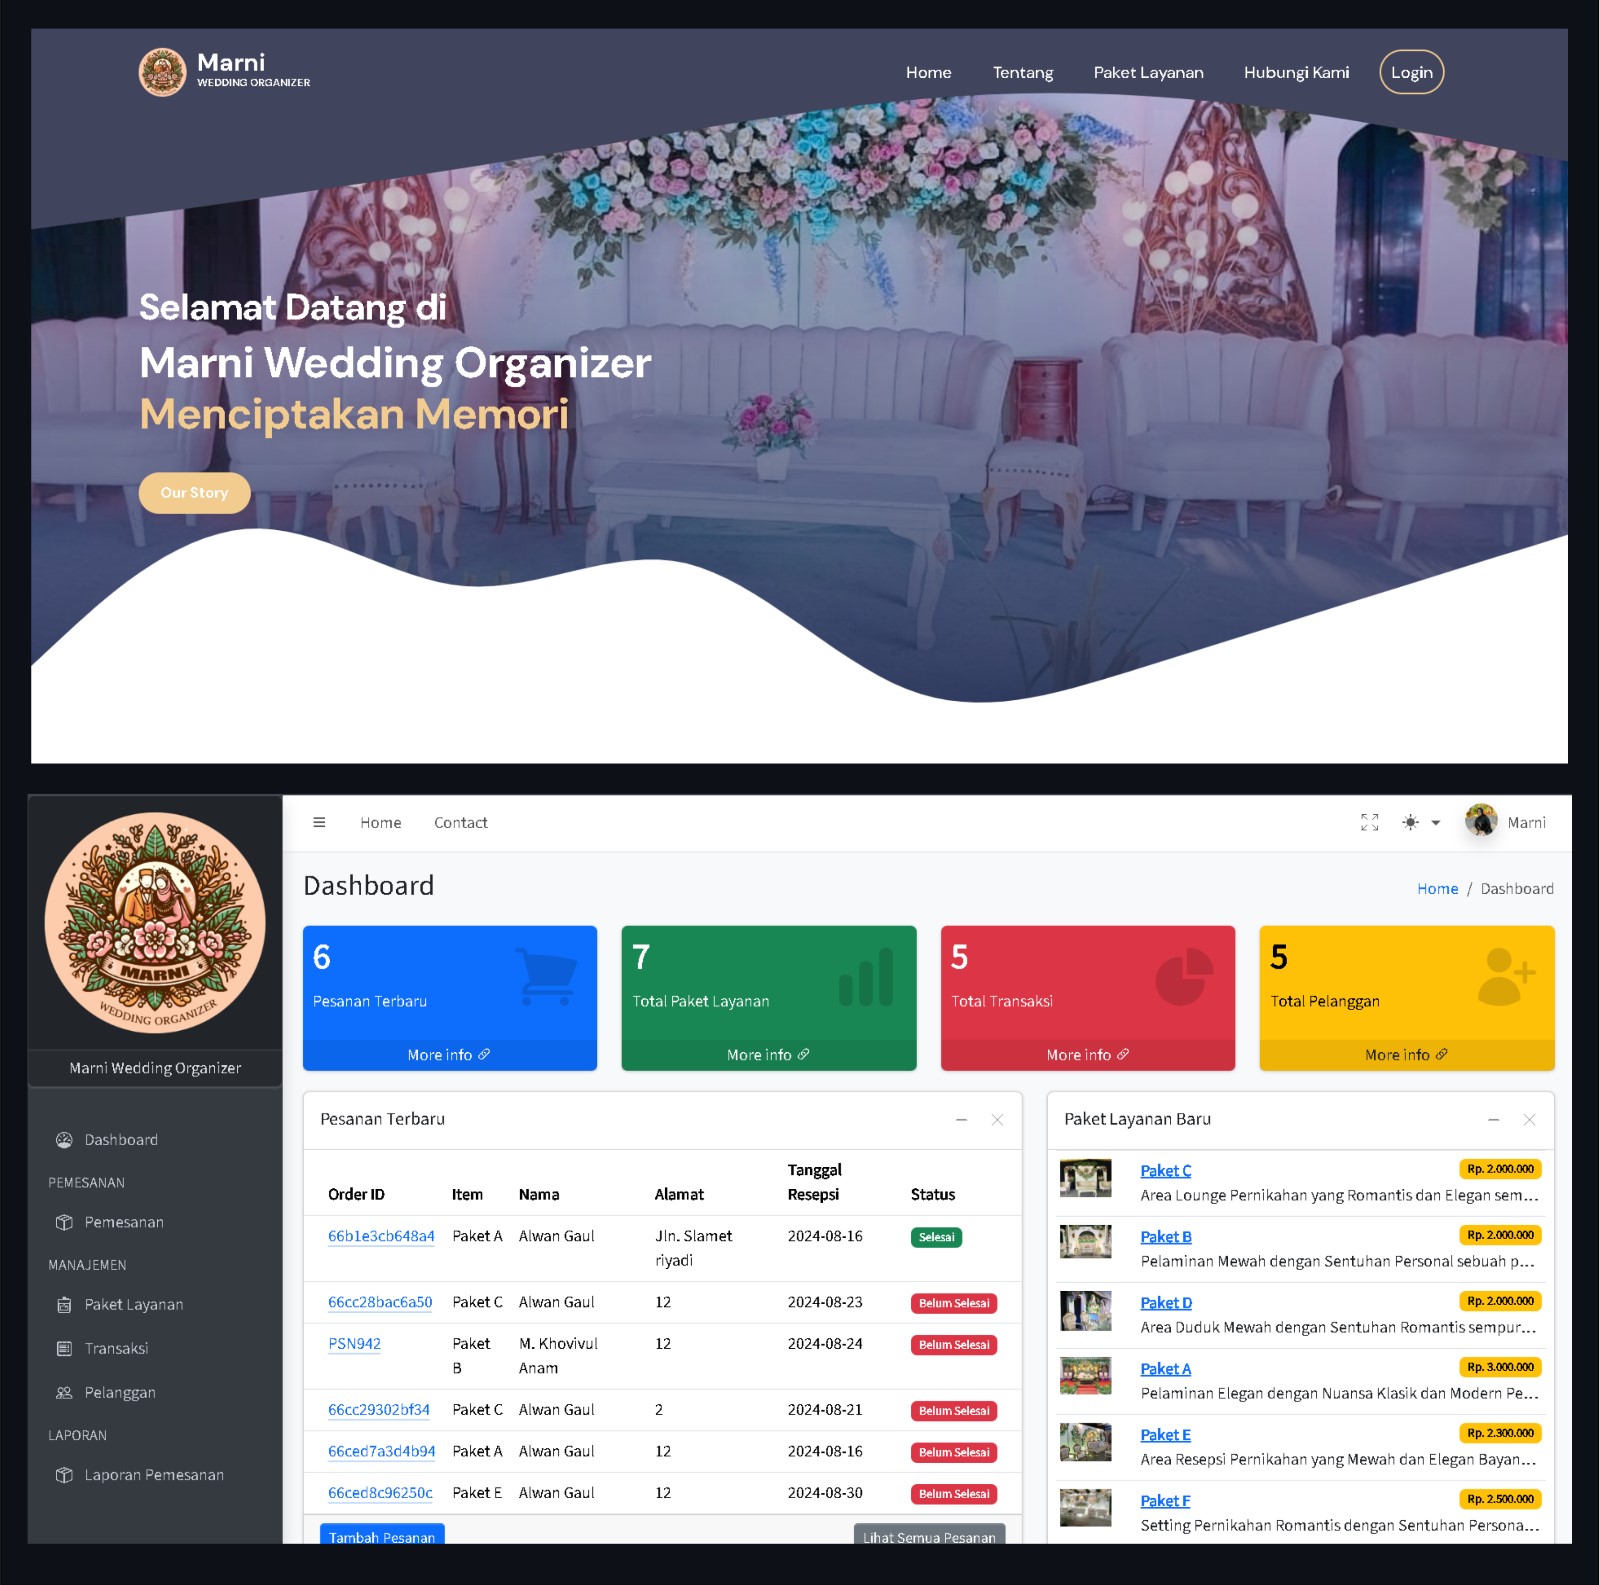 Marni
WEDDING ORGANIZER
Home
Tentang
Paket Layanan
Hubungi Kami
Login
Selamat Datang di
Marni Wedding Organizer
Menciptakan Memori
Our Story
MARNI
WEDDING ORGANIZER
Marni Wedding Organizer
Dashboard
PEMESANAN
Pemesanan
MANAJEMEN
Paket Layanan
Transaksi
Pelanggan
LAPORAN
Laporan Pemesanan
Home
Contact
Marni
Dashboard
Home / Dashboard
6
Pesanan Terbaru
More info
7
Total Paket Layanan
More info
5
Total Transaksi
More info
5
Total Pelanggan
More info
Pesanan Terbaru
Order ID Item Nama Alamat Tanggal Resepsi Status
66b1e3cb648a4 Paket A Alwan Gaul Jln. Slamet riyadi 2024-08-16 Selesai
66cc28bac6a50 Paket C Alwan Gaul 12 2024-08-23 Belum Selesai
PSN942 Paket B M. Khovivul Anam 12 2024-08-24 Belum Selesai
66cc29302bf34 Paket C Alwan Gaul 2 2024-08-21 Belum Selesai
66ced7a3d4b94 Paket A Alwan Gaul 12 2024-08-16 Belum Selesai
66ced8c96250c Paket E Alwan Gaul 12 2024-08-30 Belum Selesai
Tambah Pesanan
Lihat Semua Pesanan
Paket Layanan Baru
Paket C Rp. 2.000.000
Area Lounge Pernikahan yang Romantis dan Elegan sem...
Paket B Rp. 2.000.000
Pelaminan Mewah dengan Sentuhan Personal sebuah p...
Paket D Rp. 2.000.000
Area Duduk Mewah dengan Sentuhan Romantis sempur...
Paket A Rp. 3.000.000
Pelaminan Elegan dengan Nuansa Klasik dan Modern Pe...
Paket E Rp. 2.300.000
Area Resepsi Pernikahan yang Mewah dan Elegan Bayan...
Paket F Rp. 2.500.000
Setting Pernikahan Romantis dengan Sentuhan Persona...